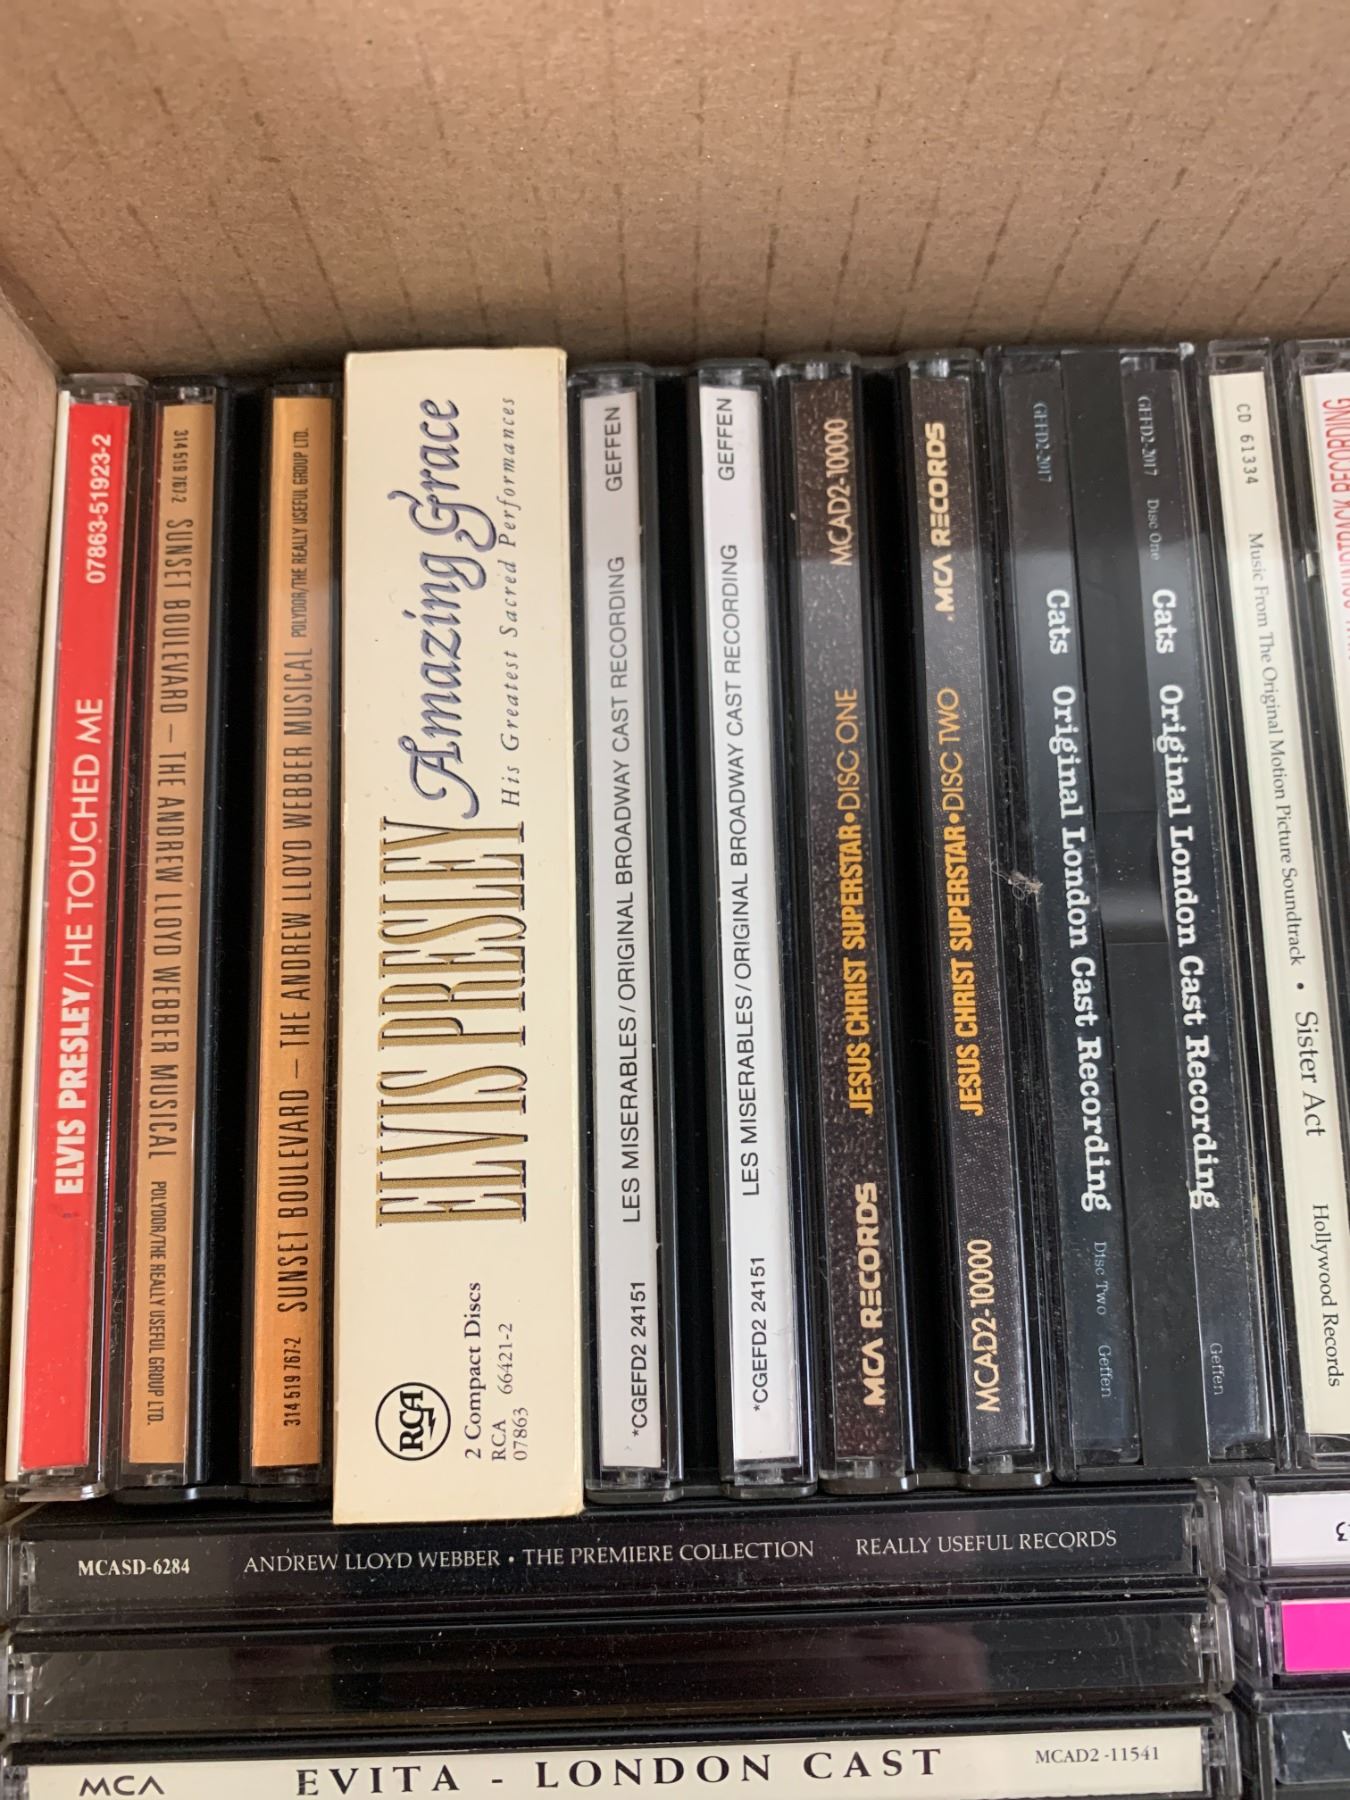 ELVIS PRESLEY/HE TOUCHED ME 07863-51923-2
314 519 767-2 SUNSET BOULEVARD – THE ANDREW LLOYD WEBBER MUSICAL POLYDOR/THE REALLY USEFUL GROUP LTD.
314 519 767-2 SUNSET BOULEVARD – THE ANDREW LLOYD WEBBER MUSICAL POLYDOR/THE REALLY USEFUL GROUP LTD.
ELVIS PRESLEY Amazing Grace
His Greatest Sacred Performances
RCA
2 Compact Discs
RCA 66421-2
07863
*CGEFD2 24151 LES MISERABLES/ORIGINAL BROADWAY CAST RECORDING GEFFEN
*CGEFD2 24151 LES MISERABLES/ORIGINAL BROADWAY CAST RECORDING GEFFEN
MCA RECORDS JESUS CHRIST SUPERSTAR•DISC ONE MCAD2-10000
MCAD2-10000 JESUS CHRIST SUPERSTAR•DISC TWO MCA RECORDS
GEFD2-2017 Cats Original London Cast Recording Disc Two Geffen
GEFD2-2017 Disc One Cats Original London Cast Recording Geffen
CD 61334 Music From The Original Motion Picture Soundtrack • Sister Act Hollywood Records
MCASD-6284 ANDREW LLOYD WEBBER • THE PREMIERE COLLECTION REALLY USEFUL RECORDS
MCA EVITA - LONDON CAST MCAD2-11541